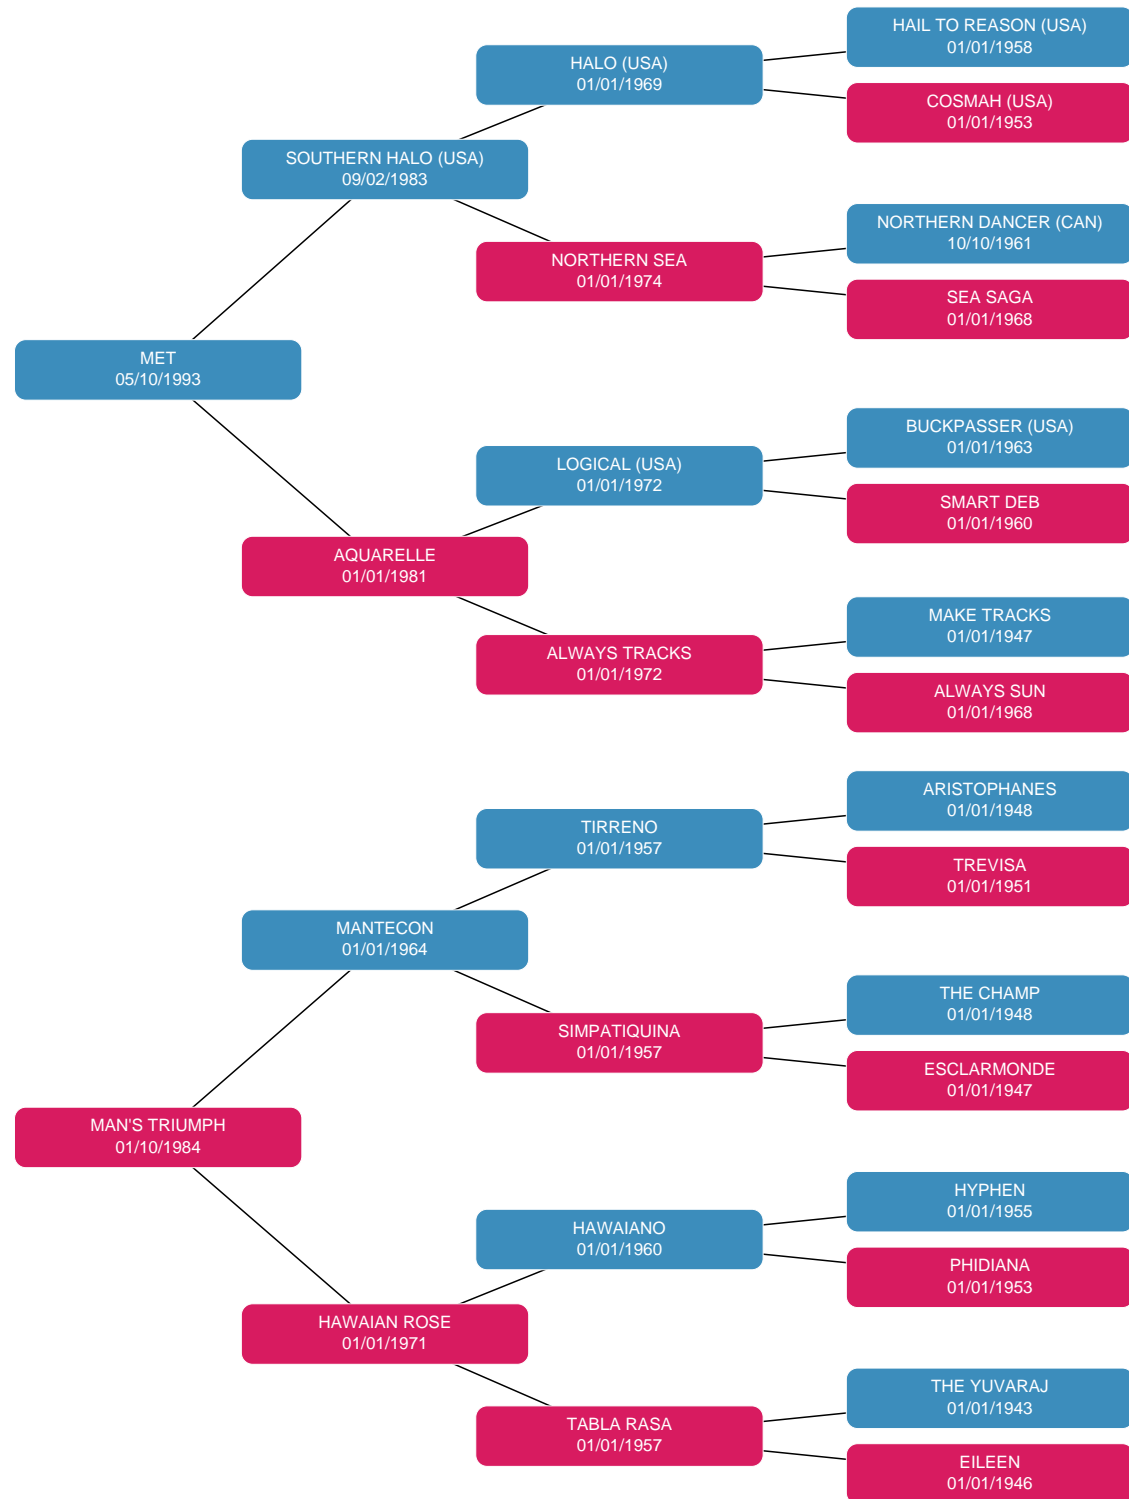 HAIL TO REASON (USA)
01/01/1958
HALO (USA)
01/01/1969
COSMAH (USA)
01/01/1953
SOUTHERN HALO (USA)
09/02/1983
NORTHERN DANCER (CAN)
10/10/1961
NORTHERN SEA
01/01/1974
SEA SAGA
01/01/1968
MET
05/10/1993
BUCKPASSER (USA)
01/01/1963
LOGICAL (USA)
01/01/1972
SMART DEB
01/01/1960
AQUARELLE
01/01/1981
MAKE TRACKS
01/01/1947
ALWAYS TRACKS
01/01/1972
ALWAYS SUN
01/01/1968
ARISTOPHANES
01/01/1948
TIRRENO
01/01/1957
TREVISA
01/01/1951
MANTECON
01/01/1964
THE CHAMP
01/01/1948
SIMPATIQUINA
01/01/1957
ESCLARMONDE
01/01/1947
MAN'S TRIUMPH
01/10/1984
HYPHEN
01/01/1955
HAWAIANO
01/01/1960
PHIDIANA
01/01/1953
HAWAIAN ROSE
01/01/1971
THE YUVARAJ
01/01/1943
TABLA RASA
01/01/1957
EILEEN
01/01/1946